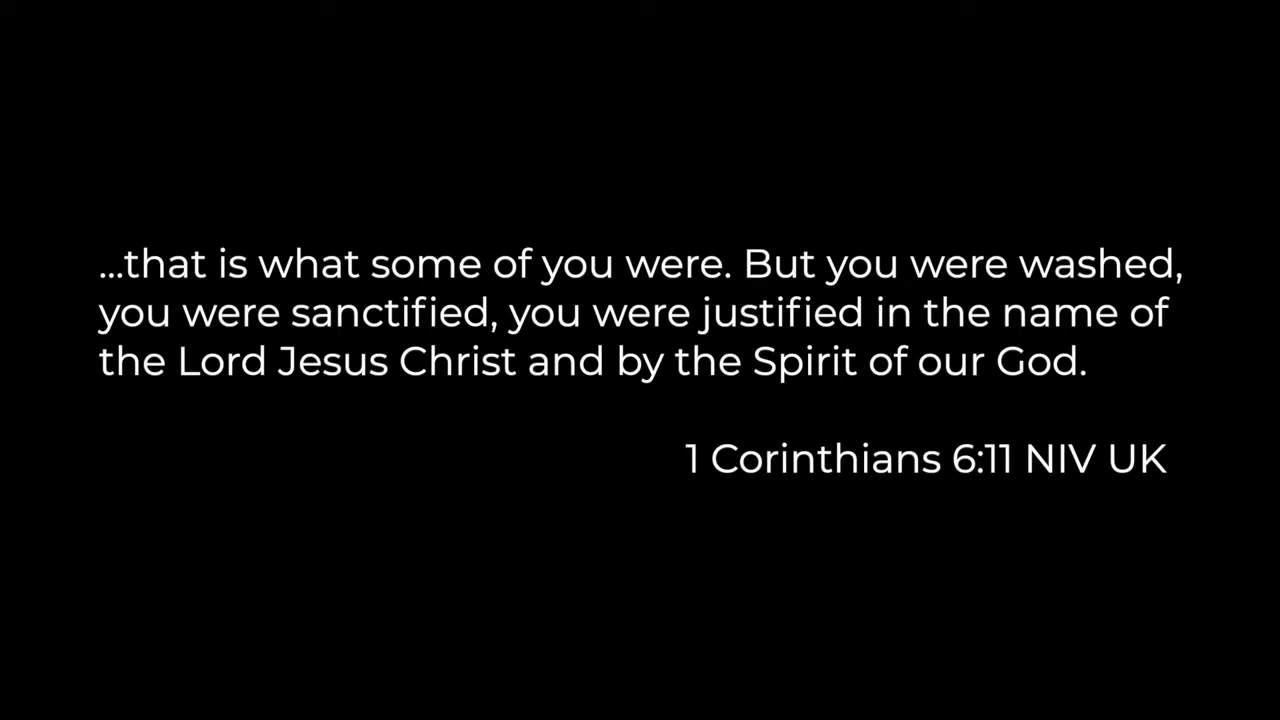 ...that is what some of you were. But you were washed,
you were sanctified, you were justified in the name of
the Lord Jesus Christ and by the Spirit of our God.
1 Corinthians 6:11 NIV UK